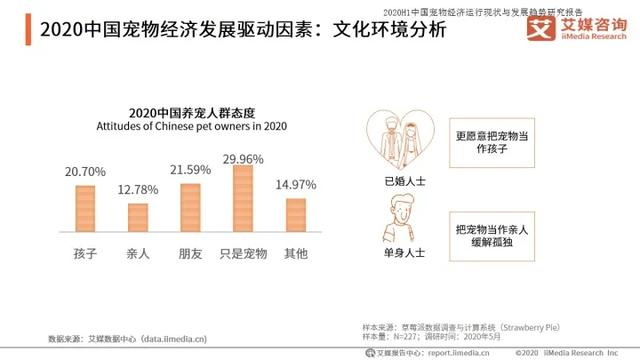 2020H1中国宠物经济运行现状与发展趋势研究报告
2020中国宠物经济发展驱动因素：文化环境分析
艾媒咨询
iiMedia Research
2020中国养宠人群态度
Attitudes of Chinese pet owners in 2020
20.70%
12.78%
21.59%
29.96%
14.97%
孩子
亲人
朋友
只是宠物
其他
已婚人士
更愿意把宠物当
作孩子
单身人士
把宠物当作亲人
缓解孤独
样本来源：草莓派数据调查与计算系统（Strawberry Pie）
样本量：N=227；调研时间：2020年5月
数据来源：艾媒数据中心（data.iimedia.cn）
艾媒报告中心：report.iimedia.cn ©2020 iiMedia Research Inc